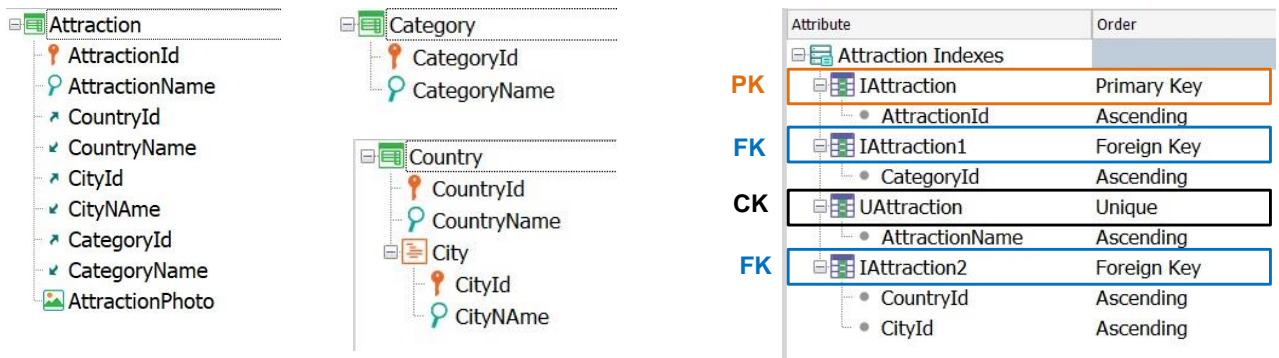 Attraction
AttractionId
AttractionName
CountryId
CountryName
CityId
CityNAme
CategoryId
CategoryName
AttractionPhoto
Category
CategoryId
CategoryName
Country
CountryId
CountryName
City
CityId
CityNAme
Attribute Order
Attraction Indexes
PK IAttraction Primary Key
AttractionId Ascending
FK IAttraction1 Foreign Key
CategoryId Ascending
CK UAttraction Unique
AttractionName Ascending
FK IAttraction2 Foreign Key
CountryId Ascending
CityId Ascending